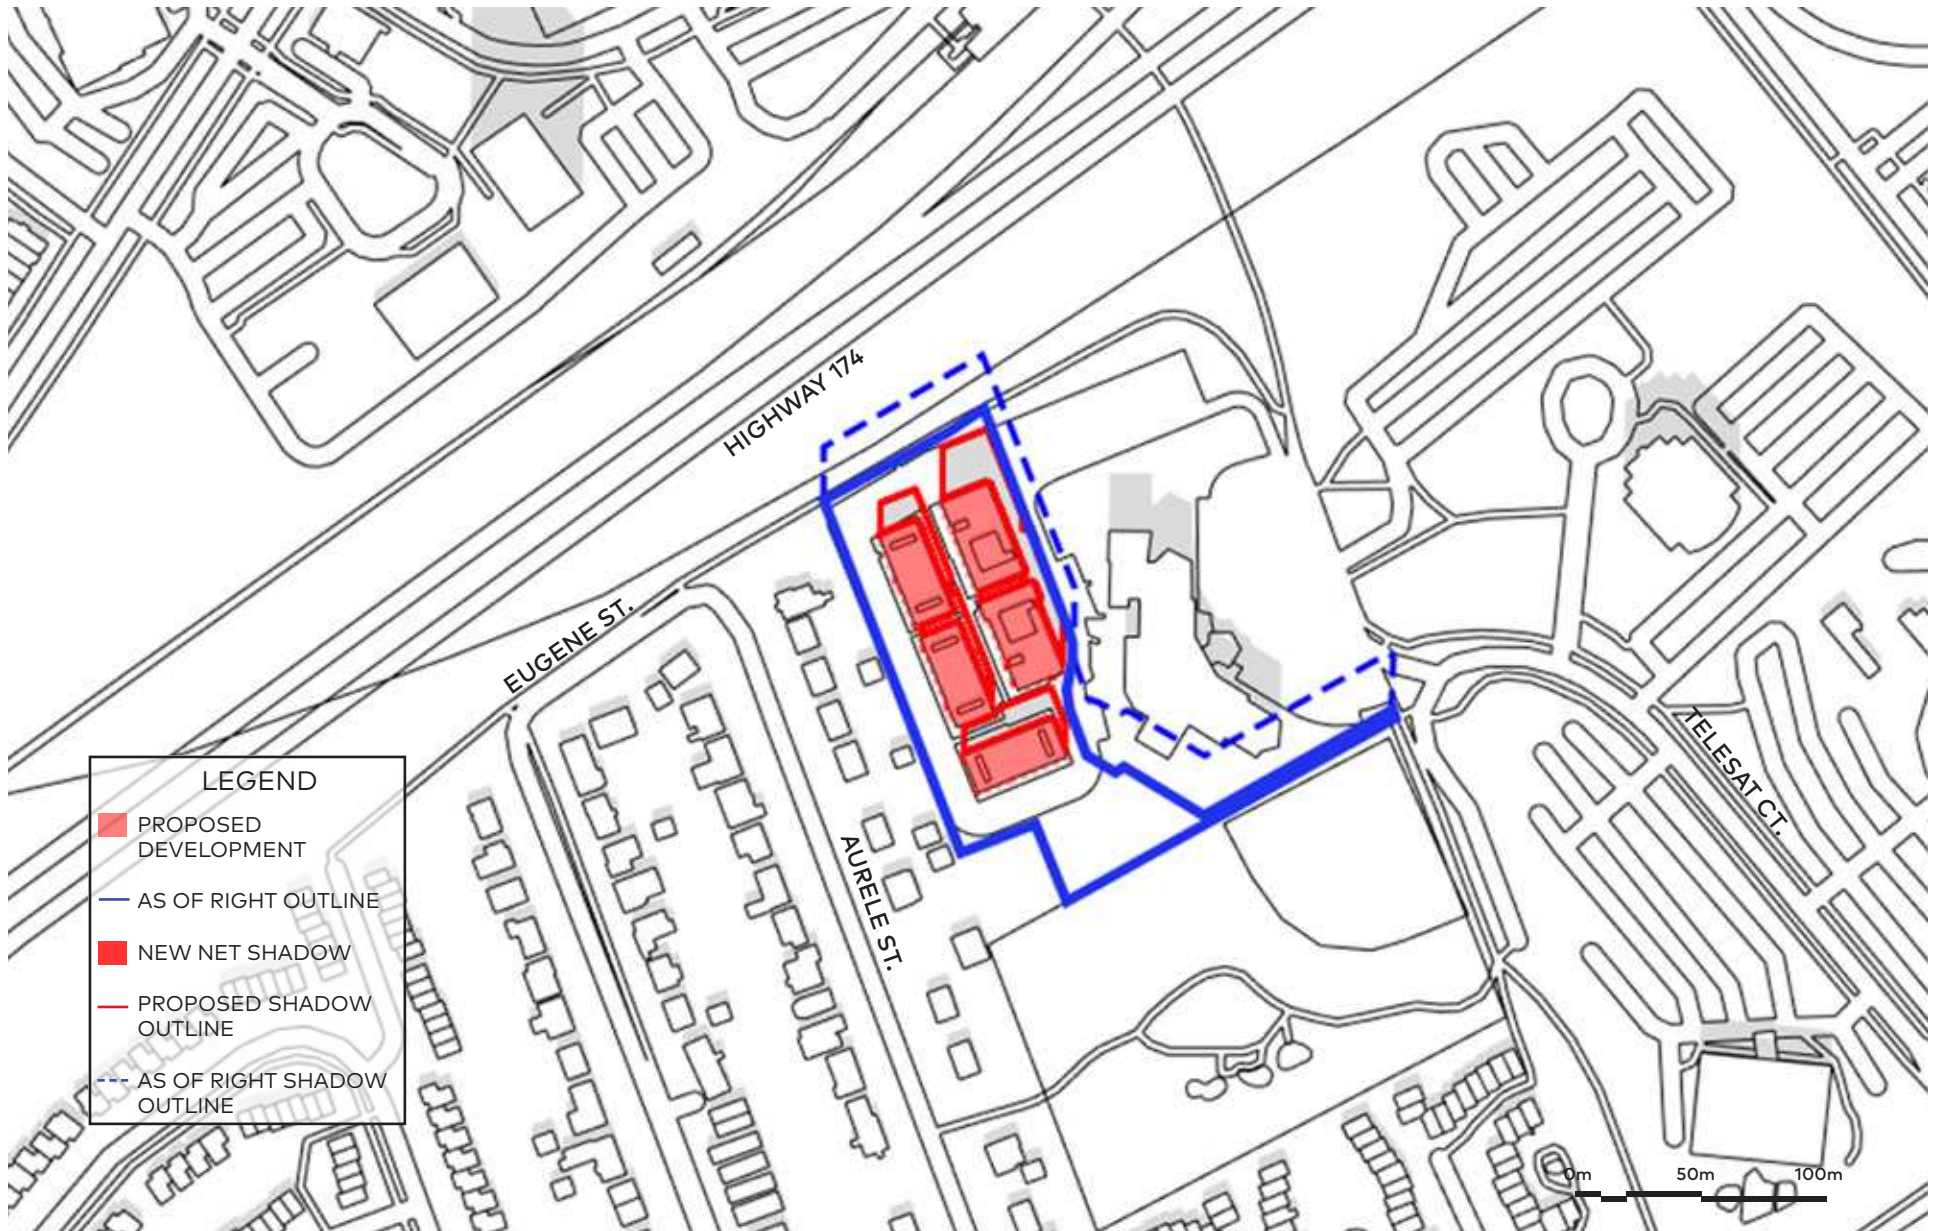 HIGHWAY 174
EUGENE ST.
AURELE ST.
TELESAT CT.
LEGEND
PROPOSED
DEVELOPMENT
AS OF RIGHT OUTLINE
NEW NET SHADOW
PROPOSED SHADOW
OUTLINE
AS OF RIGHT SHADOW
OUTLINE
0m 50m 100m